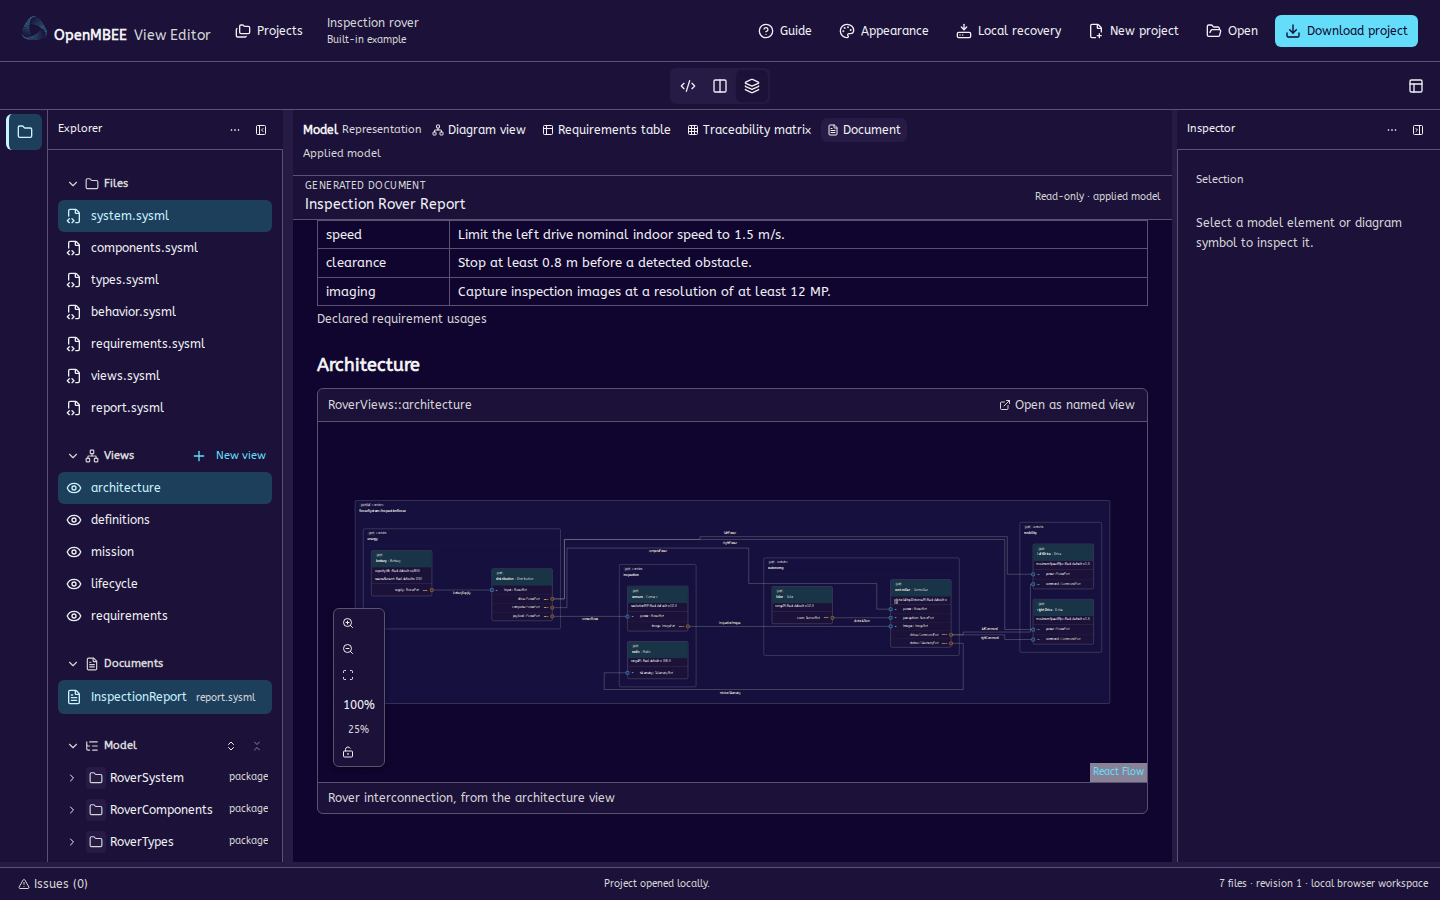 OpenMBEE View Editor
Projects
Inspection rover
Built-in example
Guide
Appearance
Local recovery
New project
Open
Download project
Explorer
Files
system.sysml
components.sysml
types.sysml
behavior.sysml
requirements.sysml
views.sysml
report.sysml
Views
New view
architecture
definitions
mission
lifecycle
requirements
Documents
InspectionReport report.sysml
Model
RoverSystem package
RoverComponents package
RoverTypes package
Model Representation Diagram view Requirements table Traceability matrix Document
Applied model
GENERATED DOCUMENT
Inspection Rover Report
Read-only · applied model
speed Limit the left drive nominal indoor speed to 1.5 m/s.
clearance Stop at least 0.8 m before a detected obstacle.
imaging Capture inspection images at a resolution of at least 12 MP.
Declared requirement usages
Architecture
RoverViews::architecture
Open as named view
100%
25%
React Flow
Rover interconnection, from the architecture view
Inspector
Selection
Select a model element or diagram
symbol to inspect it.
Issues (0)
Project opened locally.
7 files · revision 1 · local browser workspace